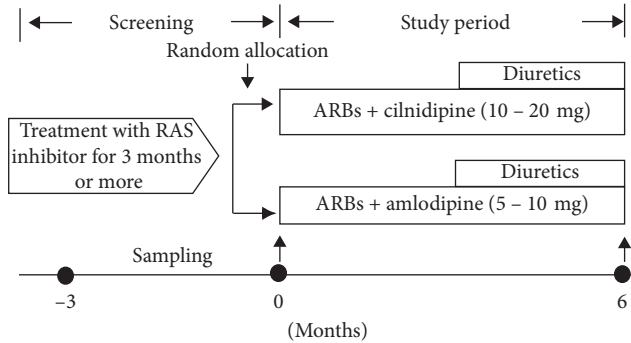 Screening
Study period
Random allocation
Diuretics
ARBs + cilnidipine (10 – 20 mg)
Treatment with RAS
inhibitor for 3 months
or more
Diuretics
ARBs + amlodipine (5 – 10 mg)
Sampling
–3
0
6
(Months)